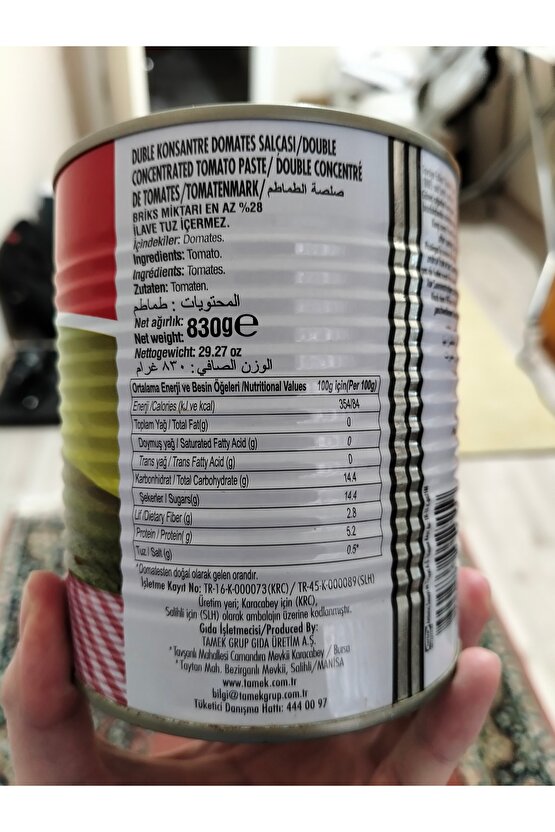 DUBLE KONSANTRE DOMATES SALÇASI/DOUBLE
CONCENTRATED TOMATO PASTE/ DOUBLE CONCENTRÉ
DE TOMATES/TOMATENMARK/ صلصة الطماطم
BRİKS MİKTARI EN AZ %28
İLAVE TUZ İÇERMEZ.
İçindekiler: Domates.
Ingredients: Tomato.
Ingrédients: Tomates.
Zutaten: Tomaten.
المحتويات : طماطم
Net ağırlık:
Net weight: 830g℮
Nettogewicht: 29.27 oz
الوزن الصافي: ٨٣٠ غرام
Ortalama Enerji ve Besin Öğeleri /Nutritional Values 100g İçin(Per 100g)
Enerji /Calories (kJ ve kcal) 354/84
Toplam Yağ / Total Fat(g) 0
Doymuş yağ / Saturated Fatty Acid (g) 0
Trans yağ / Trans Fatty Acid (g) 0
Karbonhidrat / Total Carbohydrate (g) 14.4
Şekerler / Sugars(g) 14.4
Lif /Dietary Fiber (g) 2.8
Protein / Protein( g) 5.2
Tuz / Salt (g) 0.5*
*Domatesten doğal olarak gelen orandır.
İşletme Kayıt No: TR-16-K-000073(KRC) / TR-45-K-000089(SLH)
Üretim yeri; Karacabey için (KRC),
Salihli için (SLH) olarak ambalajın üzerine kodlanmıştır.
Gıda İşletmecisi/Produced By:
TAMEK GRUP GIDA ÜRETİM A.Ş.
*Tavşanlı Mahallesi Camandıra Mevkii Karacabey / Bursa
*Taytan Mah. Bezirganlı Mevkii, Salihli/MANİSA
www.tamek.com.tr
bilgi@tamekgrup.com.tr
Tüketici Danışma Hattı: 444 00 97